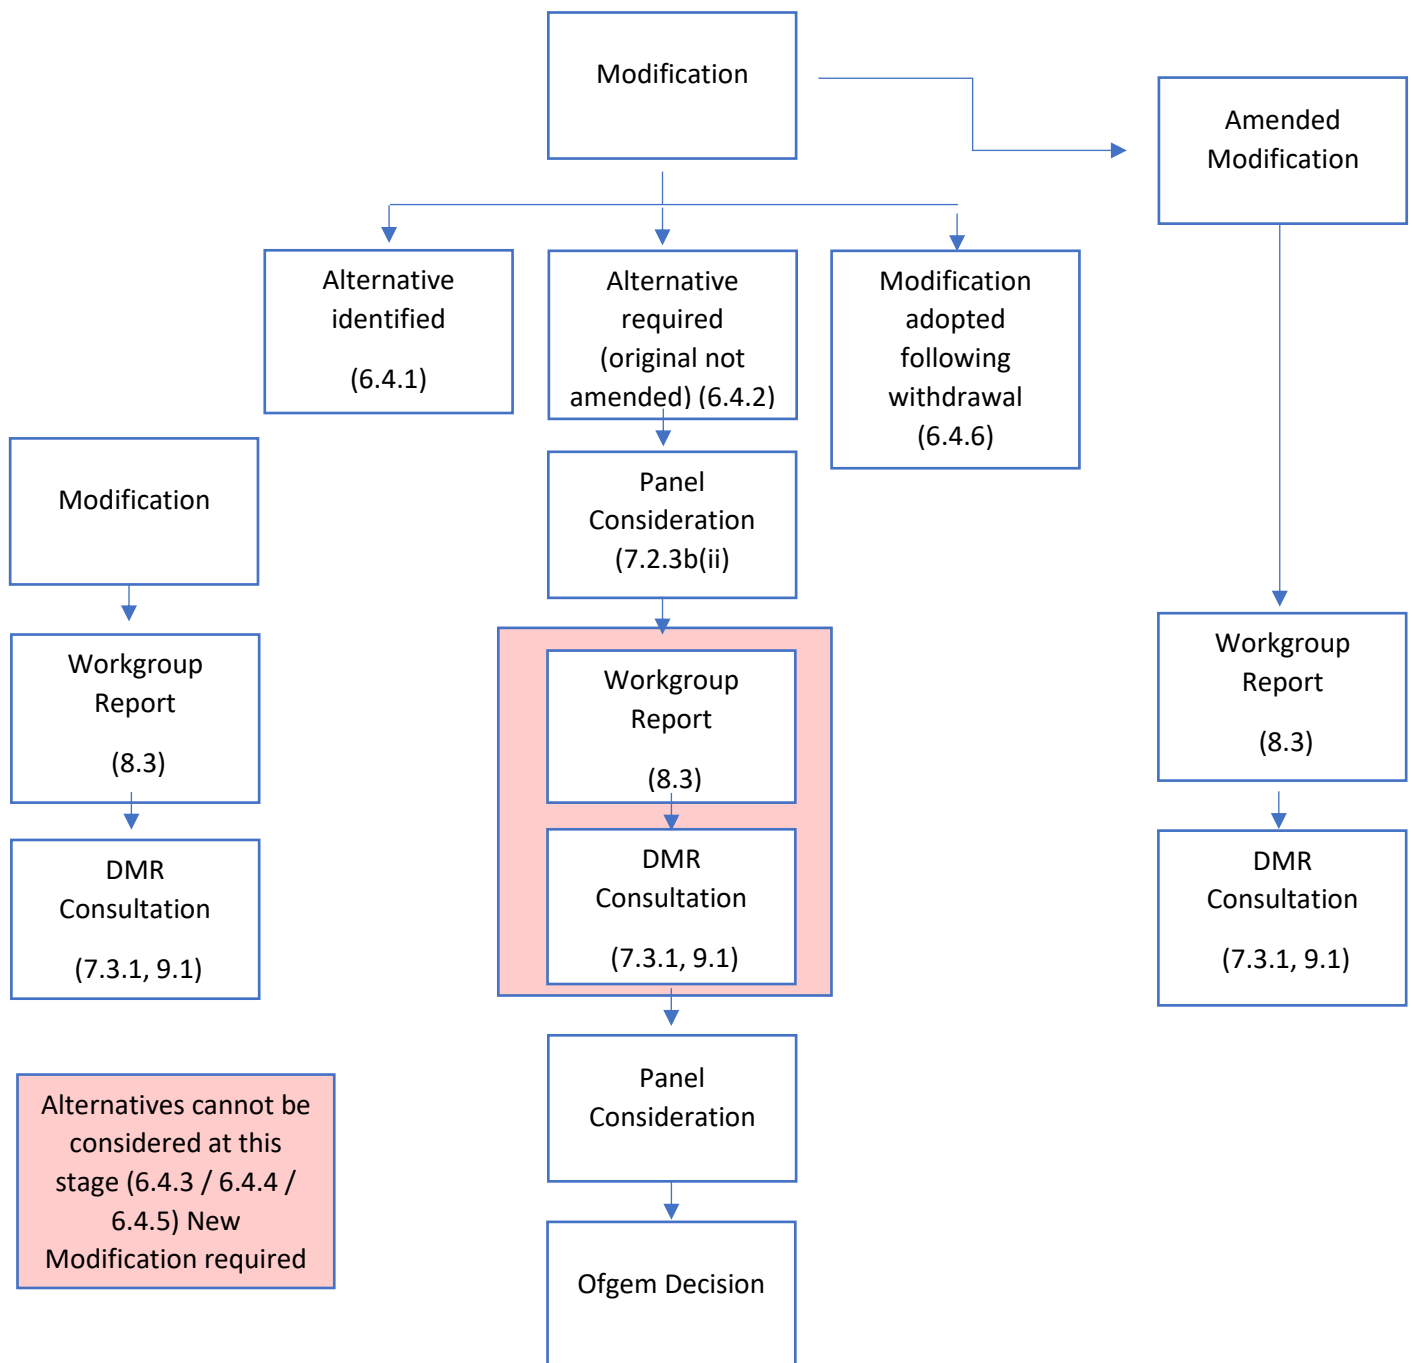 Modification
Amended
Modification
Alternative
identified
(6.4.1)
Alternative
required
(original not
amended) (6.4.2)
Modification
adopted
following
withdrawal
(6.4.6)
Modification
Panel
Consideration
(7.2.3b(ii)
Workgroup
Report
(8.3)
Workgroup
Report
(8.3)
Workgroup
Report
(8.3)
DMR
Consultation
(7.3.1, 9.1)
DMR
Consultation
(7.3.1, 9.1)
DMR
Consultation
(7.3.1, 9.1)
Alternatives cannot be
considered at this
stage (6.4.3 / 6.4.4 /
6.4.5) New
Modification required
Panel
Consideration
Ofgem Decision